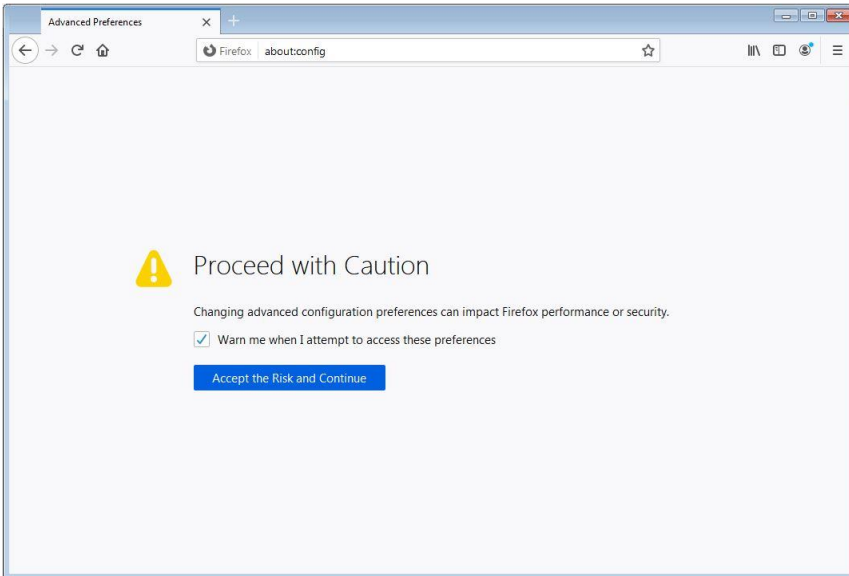 Advanced Preferences
Firefox about:config
Proceed with Caution
Changing advanced configuration preferences can impact Firefox performance or security.
Warn me when I attempt to access these preferences
Accept the Risk and Continue